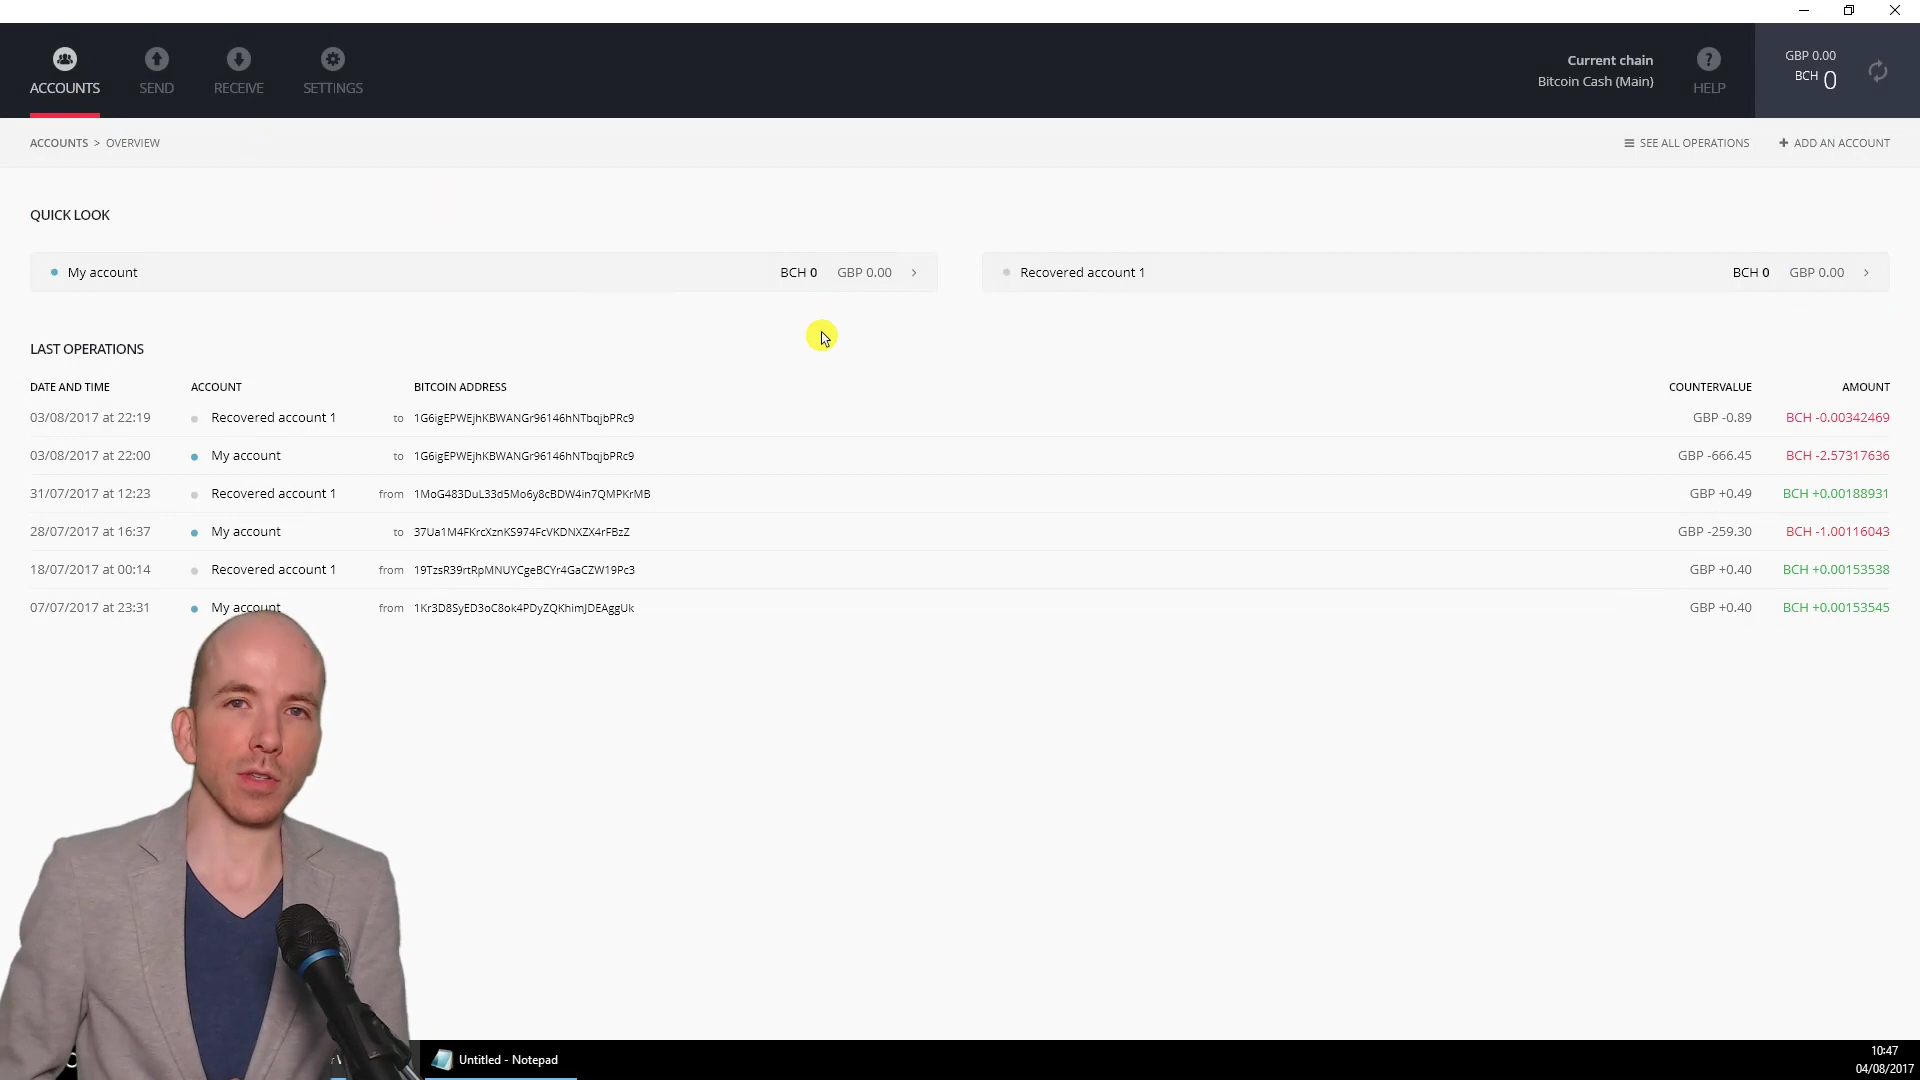 ACCOUNTS SEND RECEIVE SETTINGS
Current chain
Bitcoin Cash (Main)
? HELP
GBP 0.00
BCH 0
ACCOUNTS > OVERVIEW
SEE ALL OPERATIONS
+ ADD AN ACCOUNT
QUICK LOOK
My account BCH 0 GBP 0.00 >
Recovered account 1 BCH 0 GBP 0.00 >
LAST OPERATIONS
DATE AND TIME ACCOUNT BITCOIN ADDRESS COUNTERVALUE AMOUNT
03/08/2017 at 22:19 Recovered account 1 to 1G6igEPWEjhKBWANGr96146hNTbqjbPRc9 GBP -0.89 BCH -0.00342469
03/08/2017 at 22:00 My account to 1G6igEPWEjhKBWANGr96146hNTbqjbPRc9 GBP -666.45 BCH -2.57317636
31/07/2017 at 12:23 Recovered account 1 from 1MoG483DuL33d5Mo6y8cBDW4in7QMPKrMB GBP +0.49 BCH +0.00188931
28/07/2017 at 16:37 My account to 37Ua1M4FKrcXznKS974FcVKDNXZX4rFBzZ GBP -259.30 BCH -1.00116043
18/07/2017 at 00:14 Recovered account 1 from 19TzsR39rtRpMNUYCgeBCYr4GaCZW19Pc3 GBP +0.40 BCH +0.00153538
07/07/2017 at 23:31 My account from 1Kr3D8SyED3oC8ok4PDyZQKhimJDEAggUk GBP +0.40 BCH +0.00153545
Untitled - Notepad
10:47
04/08/2017